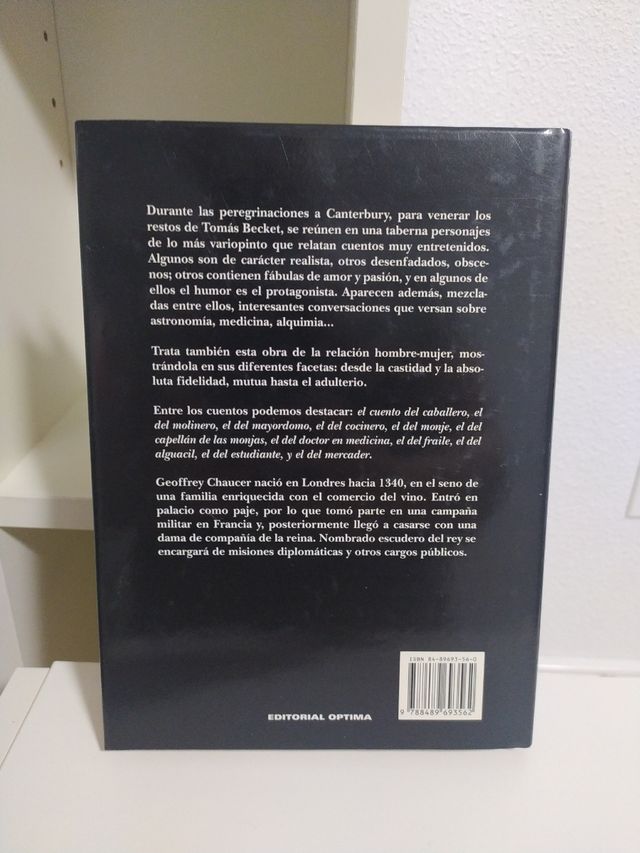 Durante las peregrinaciones a Canterbury, para venerar los
restos de Tomás Becket, se reúnen en una taberna personajes
de lo más variopinto que relatan cuentos muy entretenidos.
Algunos son de carácter realista, otros desenfadados, obsce-
nos; otros contienen fábulas de amor y pasión, y en algunos de
ellos el humor es el protagonista. Aparecen además, mezcla-
das entre ellos, interesantes conversaciones que versan sobre
astronomía, medicina, alquimia...
Trata también esta obra de la relación hombre-mujer, mos-
trándola en sus diferentes facetas: desde la castidad y la abso-
luta fidelidad, mutua hasta el adulterio.
Entre los cuentos podemos destacar: el cuento del caballero, el
del molinero, el del mayordomo, el del cocinero, el del monje, el del
capellán de las monjas, el del doctor en medicina, el del fraile, el del
alguacil, el del estudiante, y el del mercader.
Geoffrey Chaucer nació en Londres hacia 1340, en el seno de
una familia enriquecida con el comercio del vino. Entró en
palacio como paje, por lo que tomó parte en una campaña
militar en Francia y, posteriormente llegó a casarse con una
dama de compañía de la reina. Nombrado escudero del rey se
encargará de misiones diplomáticas y otros cargos públicos.
ISBN 84-89693-56-0
9 788489 693562
EDITORIAL OPTIMA